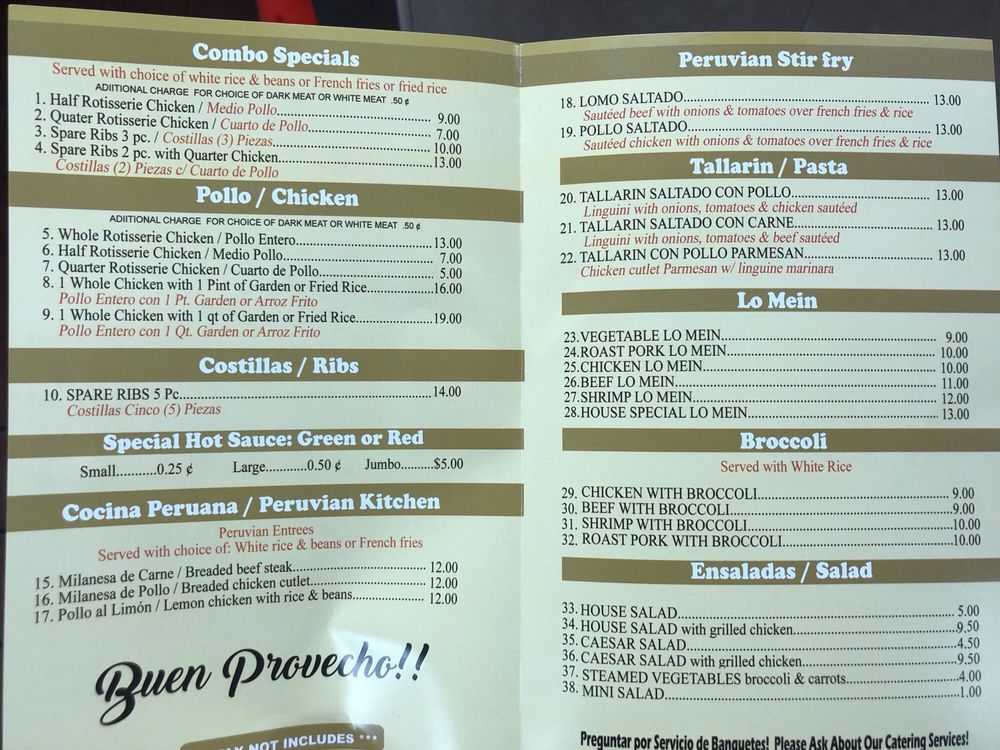 Combo Specials
Served with choice of white rice & beans or French fries or fried rice
ADIITIONAL CHARGE FOR CHOICE OF DARK MEAT OR WHITE MEAT .50 ¢
1. Half Rotisserie Chicken / Medio Pollo 9.00
2. Quater Rotisserie Chicken / Cuarto de Pollo 7.00
3. Spare Ribs 3 pc. / Costillas (3) Piezas 10.00
4. Spare Ribs 2 pc. with Quarter Chicken 13.00
Costillas (2) Piezas c/ Cuarto de Pollo
Pollo / Chicken
ADIITIONAL CHARGE FOR CHOICE OF DARK MEAT OR WHITE MEAT .50 ¢
5. Whole Rotisserie Chicken / Pollo Entero 13.00
6. Half Rotisserie Chicken / Medio Pollo 7.00
7. Quarter Rotisserie Chicken / Cuarto de Pollo 5.00
8. 1 Whole Chicken with 1 Pint of Garden or Fried Rice 16.00
Pollo Entero con 1 Pt. Garden or Arroz Frito
9. 1 Whole Chicken with 1 qt of Garden or Fried Rice 19.00
Pollo Entero con 1 Qt. Garden or Arroz Frito
Costillas / Ribs
10. SPARE RIBS 5 Pc 14.00
Costillas Cinco (5) Piezas
Special Hot Sauce: Green or Red
Small 0.25 ¢ Large 0.50 ¢ Jumbo $5.00
Cocina Peruana / Peruvian Kitchen
Peruvian Entrees
Served with choice of: White rice & beans or French fries
15. Milanesa de Carne / Breaded beef steak 12.00
16. Milanesa de Pollo / Breaded chicken cutlet 12.00
17. Pollo al Limón / Lemon chicken with rice & beans 12.00
Buen Provecho!!
NOT INCLUDES ***
Peruvian Stir fry
18. LOMO SALTADO 13.00
Sautéed beef with onions & tomatoes over french fries & rice
19. POLLO SALTADO 13.00
Sautéed chicken with onions & tomatoes over french fries & rice
Tallarin / Pasta
20. TALLARIN SALTADO CON POLLO 13.00
Linguini with onions, tomatoes & chicken sautéed
21. TALLARIN SALTADO CON CARNE 13.00
Linguini with onions, tomatoes & beef sautéed
22. TALLARIN CON POLLO PARMESAN 13.00
Chicken cutlet Parmesan w/ linguine marinara
Lo Mein
23. VEGETABLE LO MEIN 9.00
24. ROAST PORK LO MEIN 10.00
25. CHICKEN LO MEIN 10.00
26. BEEF LO MEIN 11.00
27. SHRIMP LO MEIN 12.00
28. HOUSE SPECIAL LO MEIN 13.00
Broccoli
Served with White Rice
29. CHICKEN WITH BROCCOLI 9.00
30. BEEF WITH BROCCOLI 9.00
31. SHRIMP WITH BROCCOLI 10.00
32. ROAST PORK WITH BROCCOLI 10.00
Ensaladas / Salad
33. HOUSE SALAD 5.00
34. HOUSE SALAD with grilled chicken 9.50
35. CAESAR SALAD 4.50
36. CAESAR SALAD with grilled chicken 9.50
37. STEAMED VEGETABLES broccoli & carrots 4.00
38. MINI SALAD 1.00
Preguntar por Servicio de Banquetes! Please Ask About Our Catering Services!